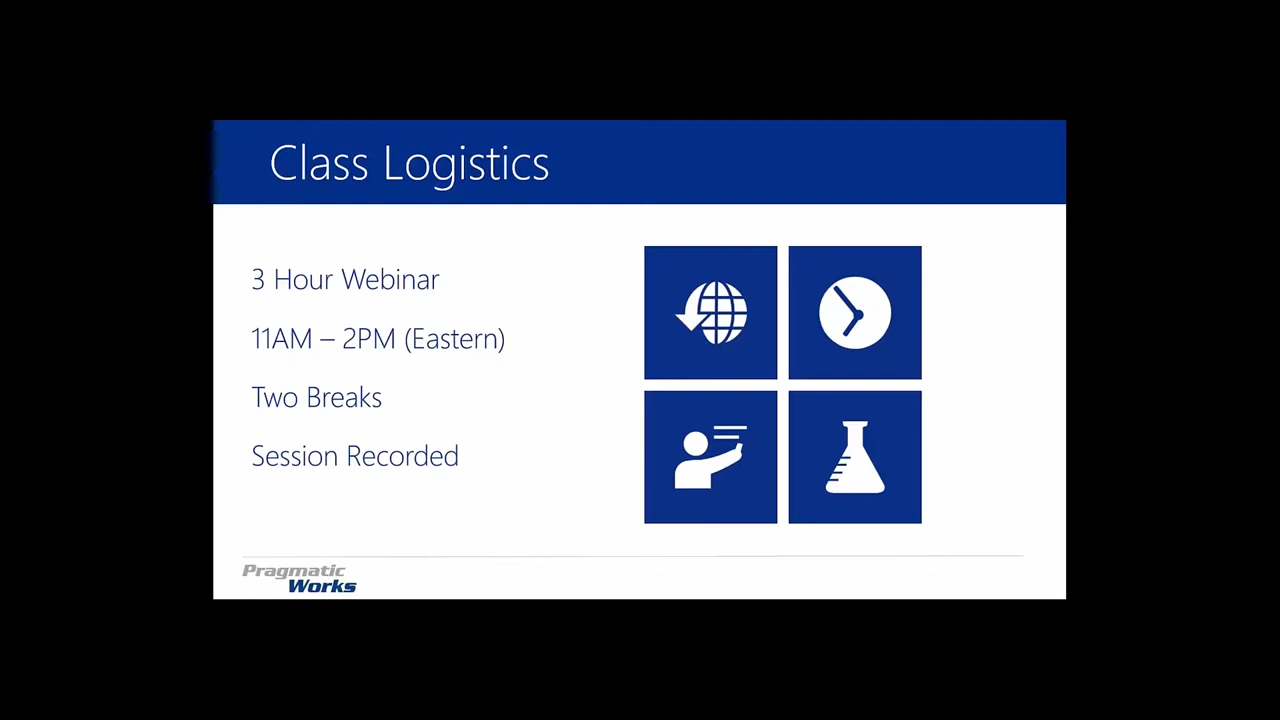 Class Logistics
3 Hour Webinar
11AM – 2PM (Eastern)
Two Breaks
Session Recorded
Pragmatic
Works